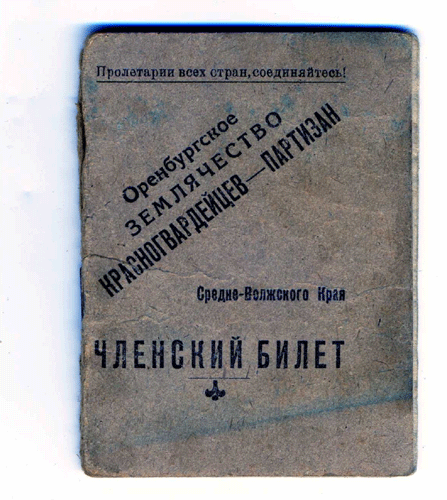 Пролетарии всех стран, соединяйтесь!
Оренбургское
ЗЕМЛЯЧЕСТВО
КРАСНОГВАРДЕЙЦЕВ—ПАРТИЗАН
Средне-Волжского Края
ЧЛЕНСКИЙ БИЛЕТ